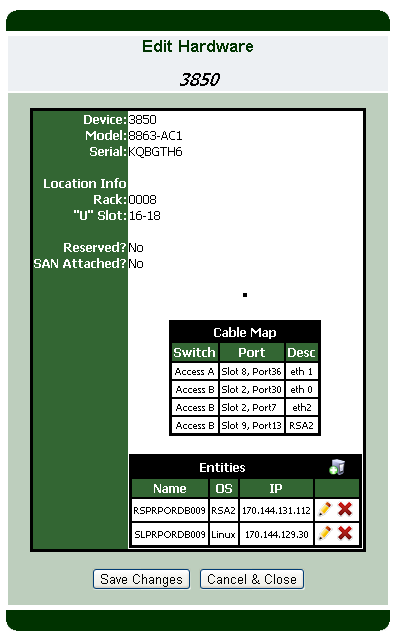 Edit Hardware
3850
Device: 3850
Model: 8863-AC1
Serial: KQBGTH6
Location Info
Rack: 0008
"U" Slot: 16-18
Reserved? No
SAN Attached? No
Cable Map
Switch Port Desc
Access A Slot 8, Port36 eth 1
Access B Slot 2, Port30 eth 0
Access B Slot 2, Port7 eth2
Access B Slot 9, Port13 RSA2
Entities
Name OS IP
RSPRPORDB009 RSA2 170.144.131.112
SLPRPORDB009 Linux 170.144.129.30
Save Changes Cancel & Close